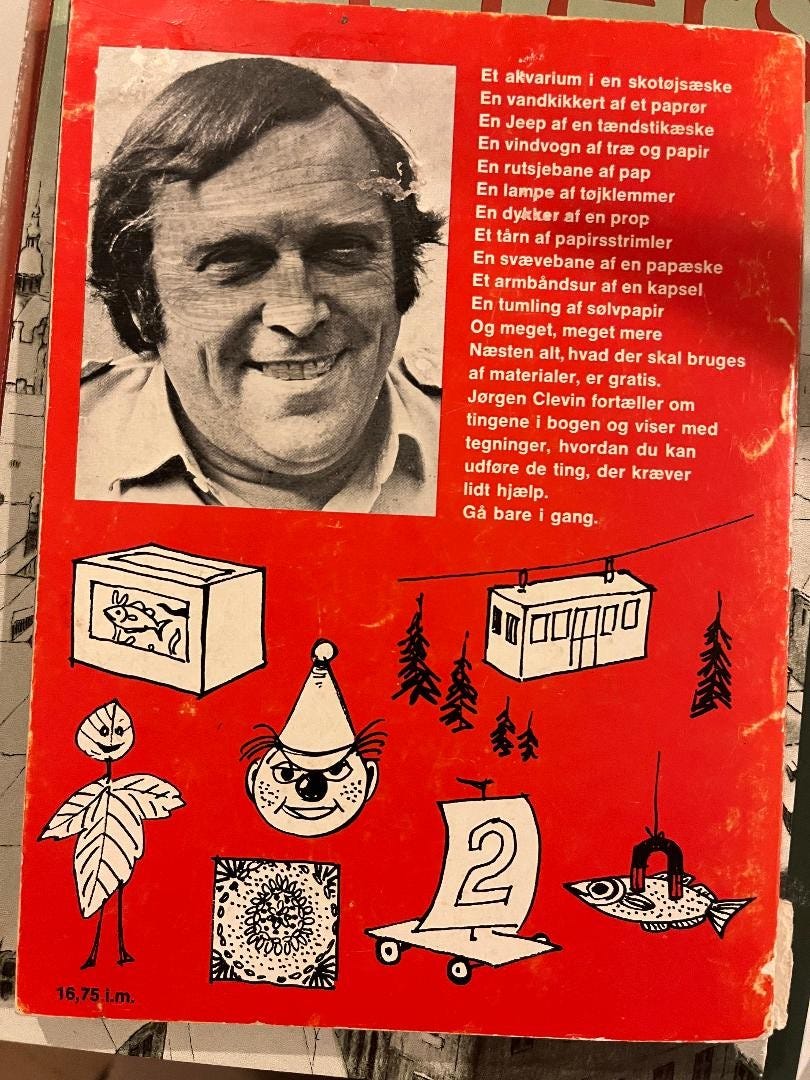 Et akvarium i en skotøjsæske
En vandkikkert af et paprør
En Jeep af en tændstikæske
En vindvogn af træ og papir
En rutsjebane af pap
En lampe af tøjklemmer
En dykker af en prop
Et tårn af papirsstrimler
En svævebane af en papæske
Et armbåndsur af en kapsel
En tumling af sølvpapir
Og meget, meget mere
Næsten alt, hvad der skal bruges
af materialer, er gratis.
Jørgen Clevin fortæller om
tingene i bogen og viser med
tegninger, hvordan du kan
udføre de ting, der kræver
lidt hjælp.
Gå bare i gang.
2
16,75 i.m.